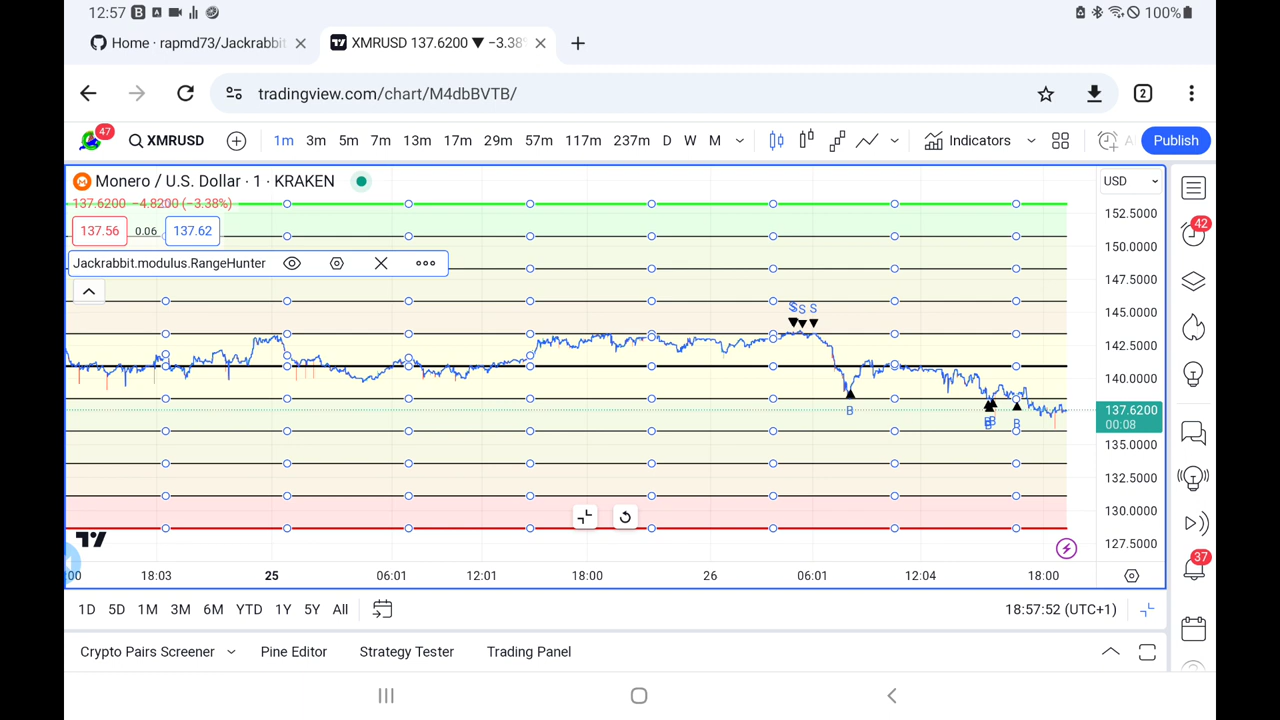 12:57 B A 100%
Home · rapmd73/Jackrabbit
XMRUSD 137.6200 ▼ −3.38%
tradingview.com/chart/M4dbBVTB/
2
47
XMRUSD 1m 3m 5m 7m 13m 17m 29m 57m 117m 237m D W M Indicators Publish
Monero / U.S. Dollar · 1 · KRAKEN
USD
137.6200 −4.8200 (−3.38%)
137.56 0.06 137.62
Jackrabbit.modulus.RangeHunter
152.5000
150.0000
147.5000
145.0000
142.5000
140.0000
137.6200
00:08
135.0000
132.5000
130.0000
127.5000
S S S
B
B B
B
42
37
:00 18:03 25 06:01 12:01 18:00 26 06:01 12:04 18:00
1D 5D 1M 3M 6M YTD 1Y 5Y All 18:57:52 (UTC+1)
Crypto Pairs Screener Pine Editor Strategy Tester Trading Panel